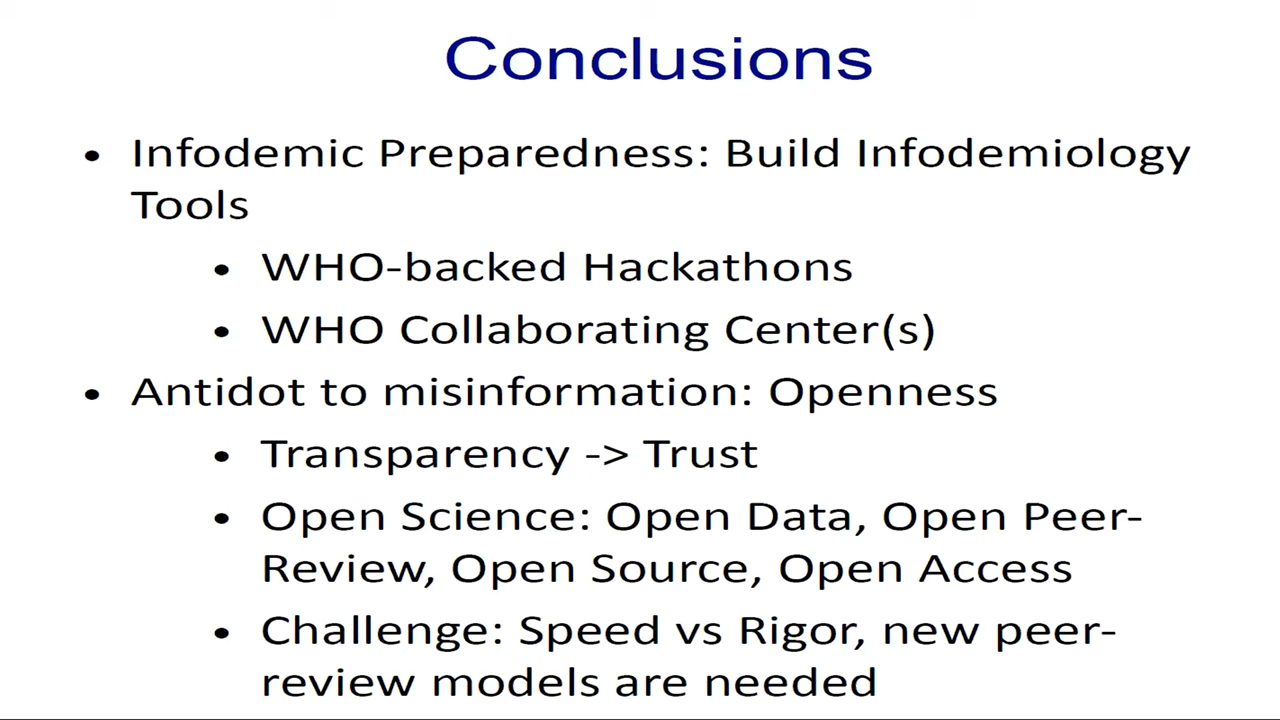 Conclusions
• Infodemic Preparedness: Build Infodemiology
Tools
• WHO-backed Hackathons
• WHO Collaborating Center(s)
• Antidot to misinformation: Openness
• Transparency -> Trust
• Open Science: Open Data, Open Peer-
Review, Open Source, Open Access
• Challenge: Speed vs Rigor, new peer-
review models are needed